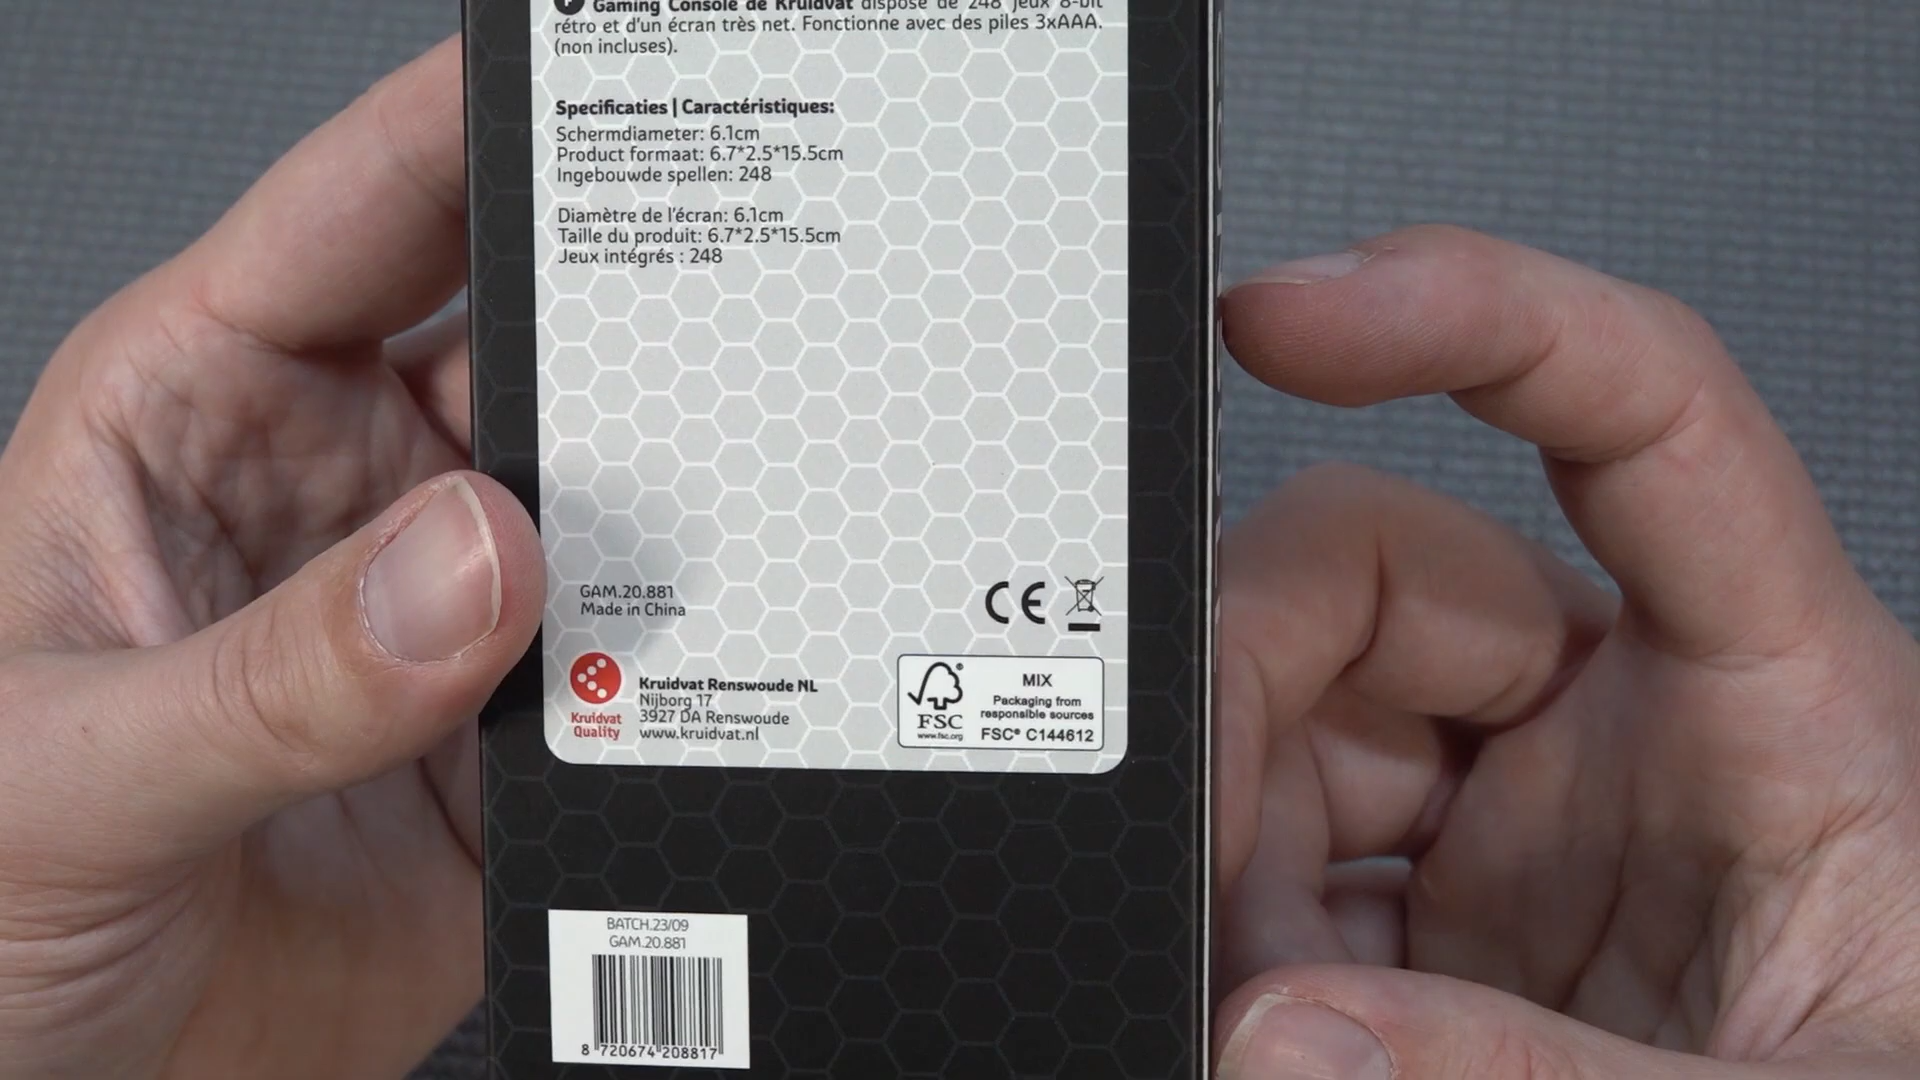 F Gaming Console de Kruidvat dispose de 248 jeux 8-bit
rétro et d'un écran très net. Fonctionne avec des piles 3xAAA.
(non incluses).
Specificaties | Caractéristiques:
Schermdiameter: 6.1cm
Product formaat: 6.7*2.5*15.5cm
Ingebouwde spellen: 248
Diamètre de l'écran: 6.1cm
Taille du produit: 6.7*2.5*15.5cm
Jeux intégrés : 248
GAM.20.881
Made in China
CE
Kruidvat
Quality
Kruidvat Renswoude NL
Nijborg 17
3927 DA Renswoude
www.kruidvat.nl
FSC
www.fsc.org
MIX
Packaging from
responsible sources
FSC® C144612
BATCH.23/09
GAM.20.881
8 720674 208817